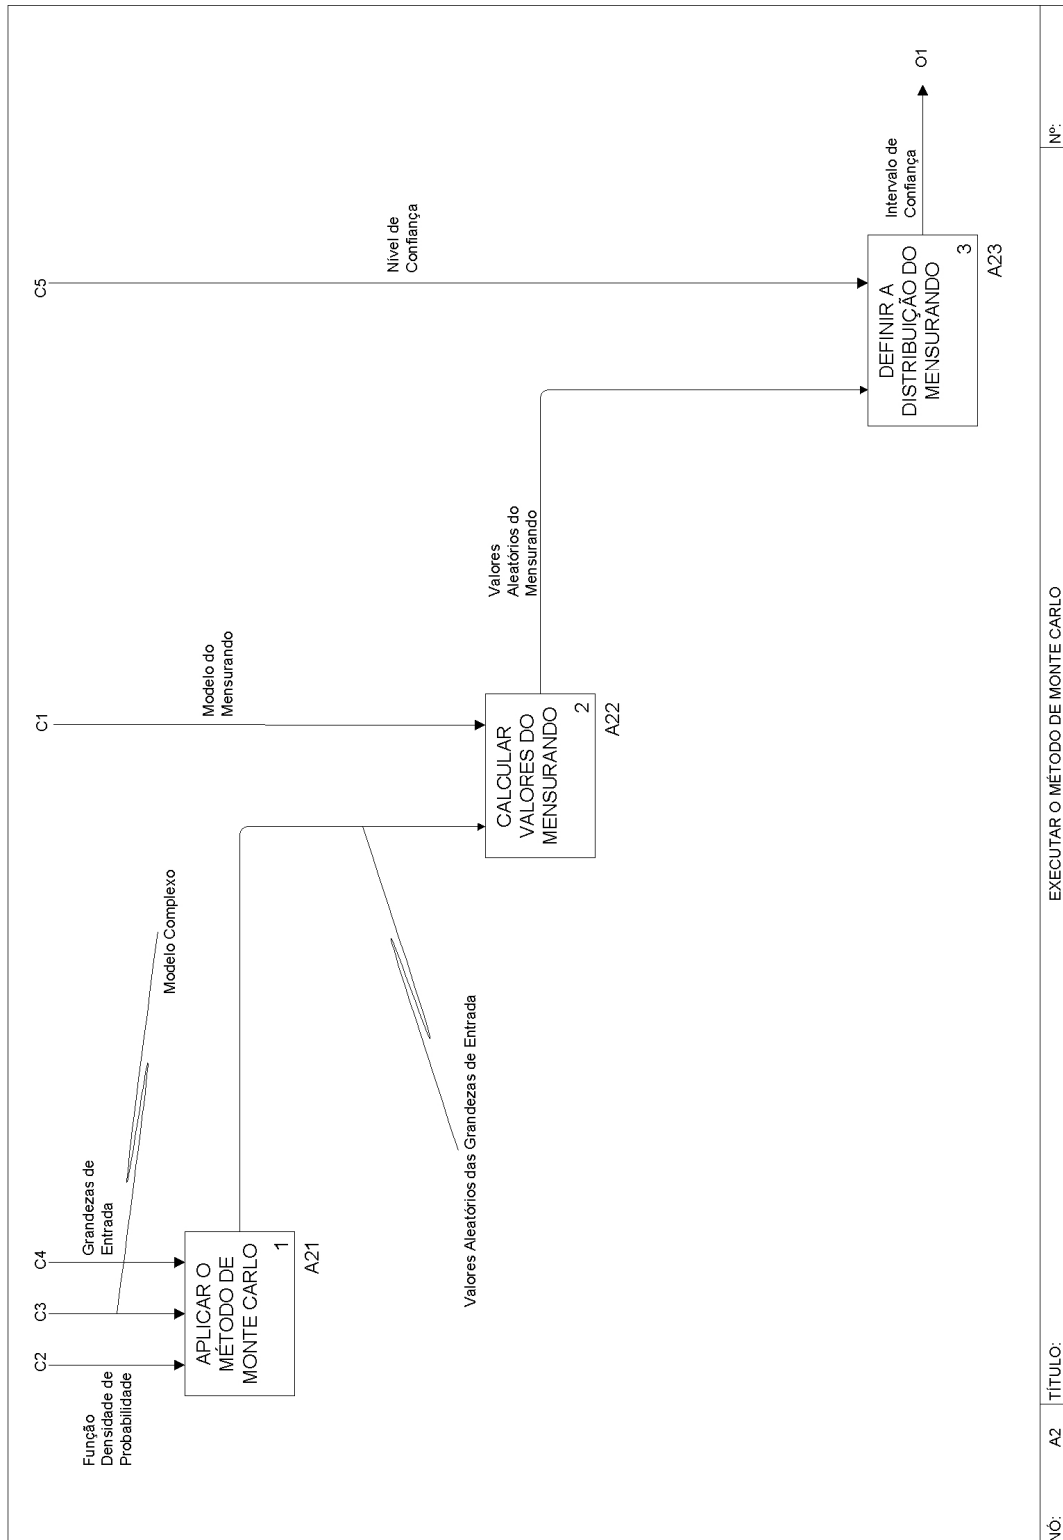 C2
C3
C4
C1
C5
Função
Densidade de
Probabilidade
Grandezas de
Entrada
Modelo Complexo
Modelo do
Mensurando
Nível de
Confiança
APLICAR O
MÉTODO DE
MONTE CARLO
1
A21
Valores Aleatórios das Grandezas de Entrada
CALCULAR
VALORES DO
MENSURANDO
2
A22
Valores
Aleatórios do
Mensurando
DEFINIR A
DISTRIBUIÇÃO DO
MENSURANDO
3
A23
Intervalo de
Confiança
O1
NÓ:
A2
TÍTULO:
EXECUTAR O MÉTODO DE MONTE CARLO
Nº: